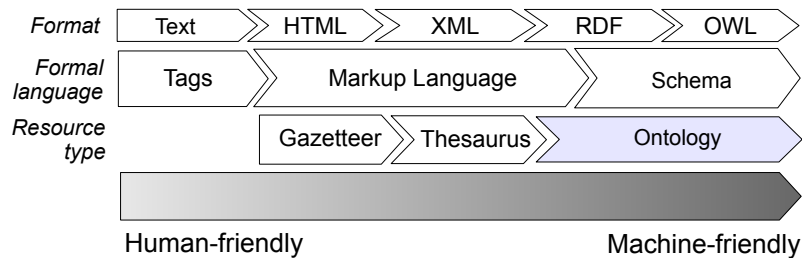 Format Text HTML XML RDF OWL
Formal
language Tags Markup Language Schema
Resource
type Gazetteer Thesaurus Ontology
Human-friendly Machine-friendly